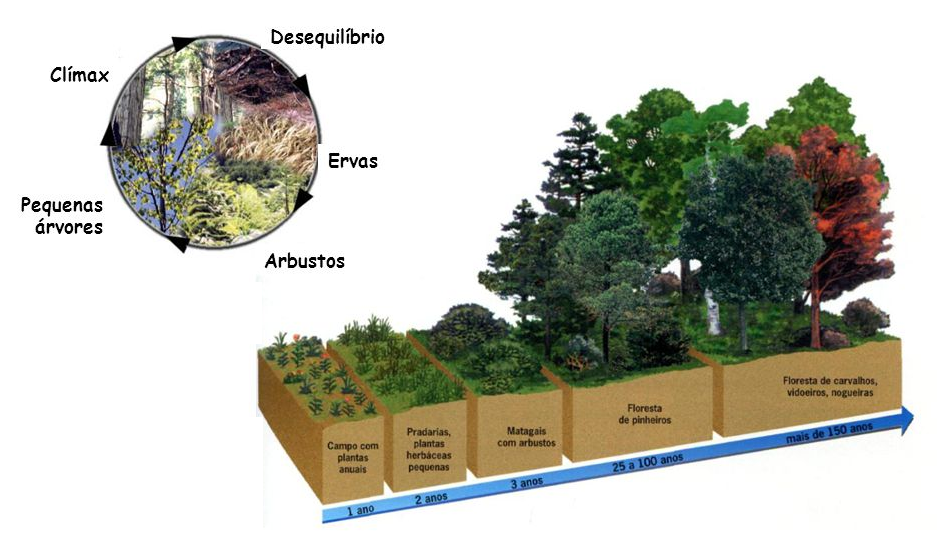 Desequilíbrio
Clímax
Ervas
Pequenas
árvores
Arbustos
Campo com
plantas
anuais
Pradarias,
plantas
herbáceas
pequenas
Matagais
com arbustos
Floresta
de pinheiros
Floresta de carvalhos,
vidoeiros, nogueiras
1 ano
2 anos
3 anos
25 a 100 anos
mais de 150 anos